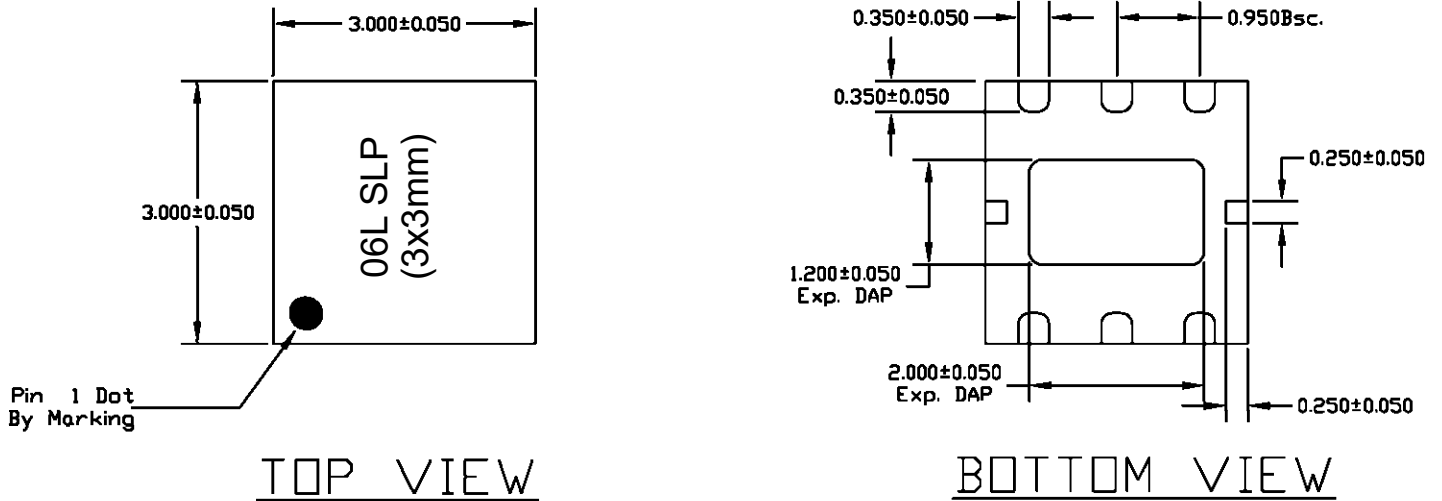 3.000±0.050
3.000±0.050
06L SLP
(3x3mm)
Pin 1 Dot
By Marking
TOP VIEW
0.350±0.050
0.950Bsc.
0.350±0.050
0.250±0.050
1.200±0.050
Exp. DAP
2.000±0.050
Exp. DAP
0.250±0.050
BOTTOM VIEW